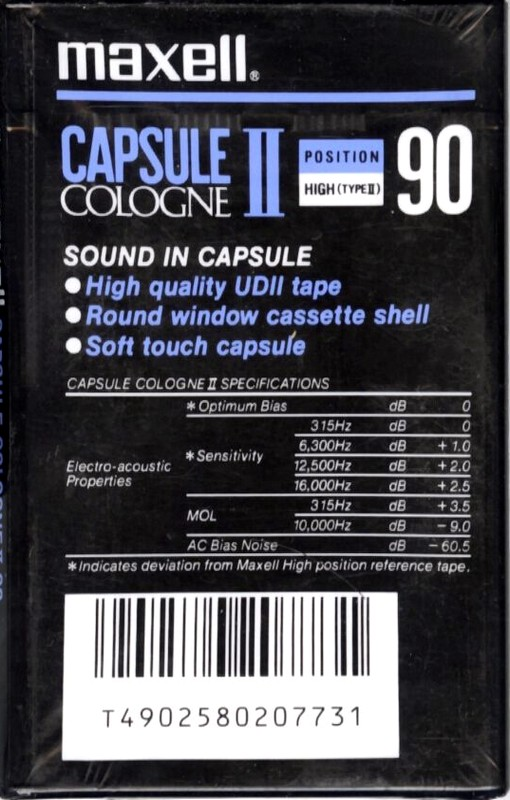 maxell®
CAPSULE II
COLOGNE
POSITION
HIGH (TYPE II)
90
SOUND IN CAPSULE
●High quality UDII tape
●Round window cassette shell
●Soft touch capsule
CAPSULE COLOGNE II SPECIFICATIONS
Electro-acoustic
Properties
*Optimum Bias dB 0
*Sensitivity
315Hz dB 0
6,300Hz dB +1.0
12,500Hz dB +2.0
16,000Hz dB +2.5
MOL
315Hz dB +3.5
10,000Hz dB −9.0
AC Bias Noise dB −60.5
*Indicates deviation from Maxell High position reference tape.
T4902580207731